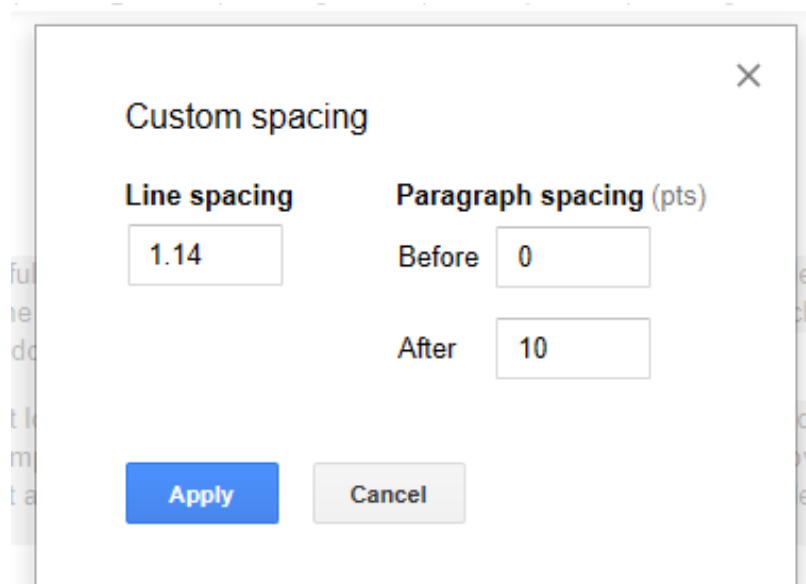 Custom spacing
Line spacing
Paragraph spacing (pts)
1.14
Before
0
After
10
Apply
Cancel